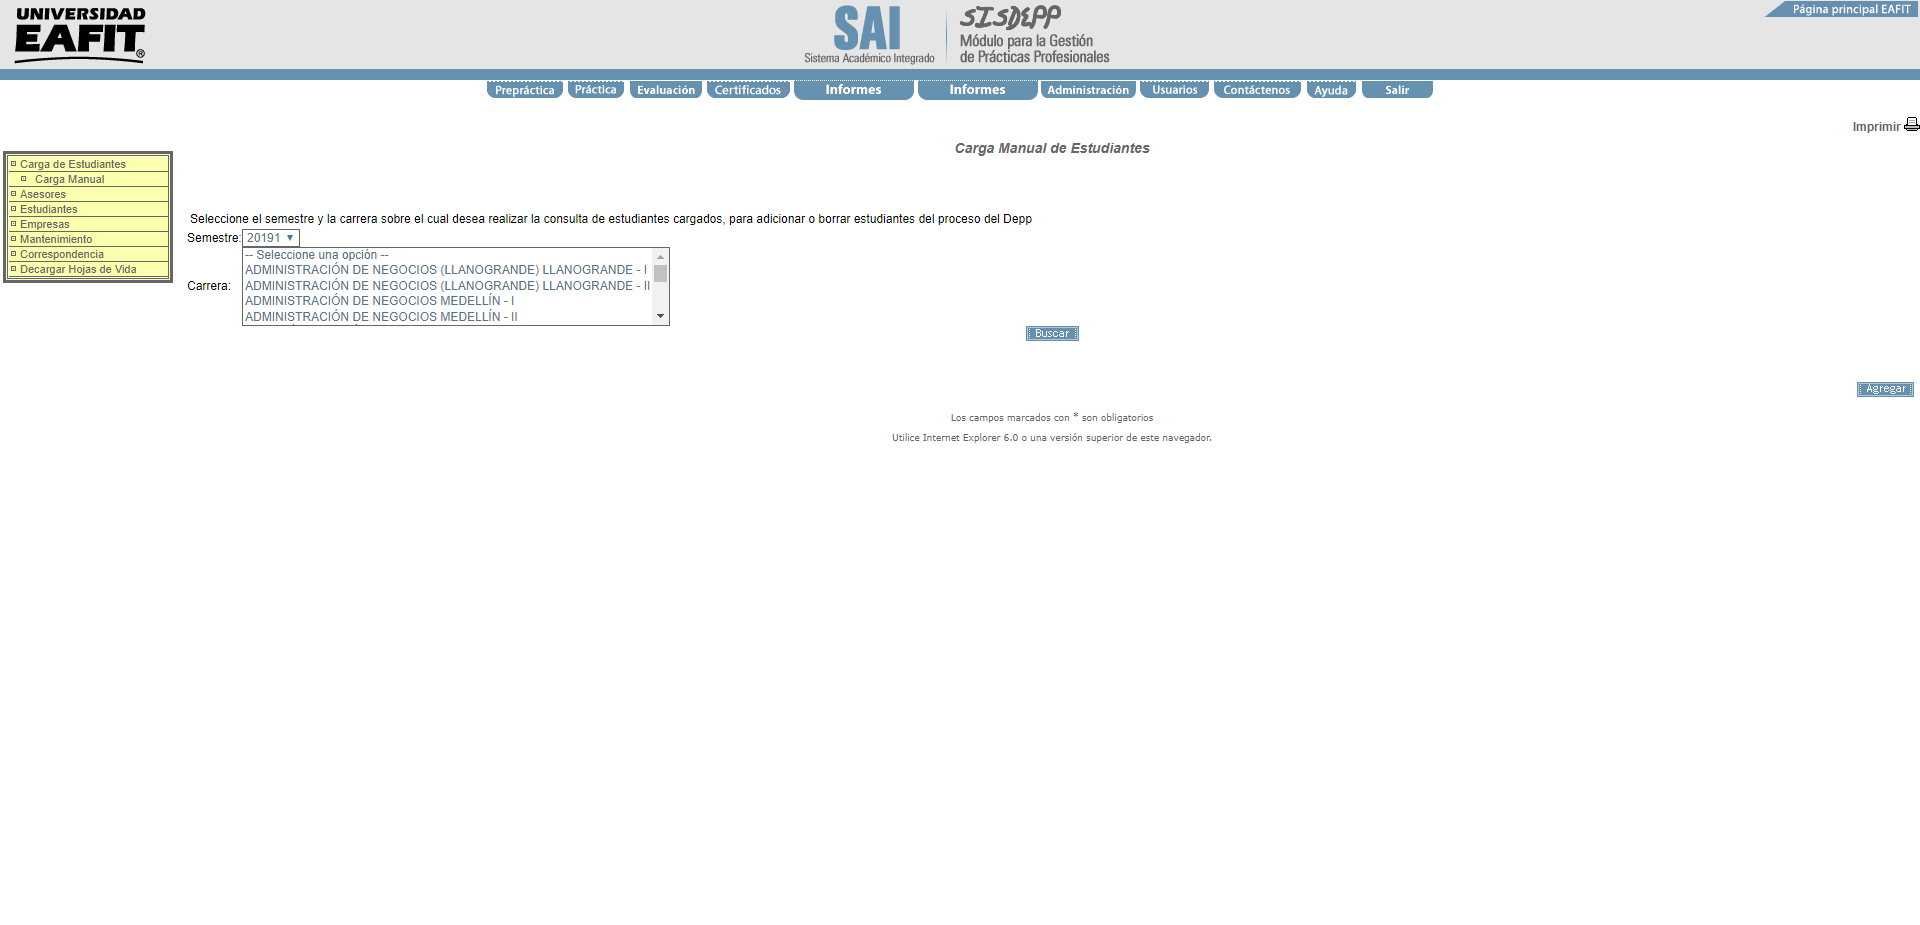 UNIVERSIDAD
EAFIT®
SAI
Sistema Académico Integrado
SISDEPP
Módulo para la Gestión
de Prácticas Profesionales
Página principal EAFIT
Prepráctica Práctica Evaluación Certificados Informes Informes Administración Usuarios Contáctenos Ayuda Salir
Imprimir
Carga Manual de Estudiantes
Carga de Estudiantes
Carga Manual
Asesores
Estudiantes
Empresas
Mantenimiento
Correspondencia
Decargar Hojas de Vida
Seleccione el semestre y la carrera sobre el cual desea realizar la consulta de estudiantes cargados, para adicionar o borrar estudiantes del proceso del Depp
Semestre: 20191
Carrera:
-- Seleccione una opción --
ADMINISTRACIÓN DE NEGOCIOS (LLANOGRANDE) LLANOGRANDE - I
ADMINISTRACIÓN DE NEGOCIOS (LLANOGRANDE) LLANOGRANDE - II
ADMINISTRACIÓN DE NEGOCIOS MEDELLÍN - I
ADMINISTRACIÓN DE NEGOCIOS MEDELLÍN - II
Buscar
Agregar
Los campos marcados con * son obligatorios
Utilice Internet Explorer 6.0 o una versión superior de este navegador.